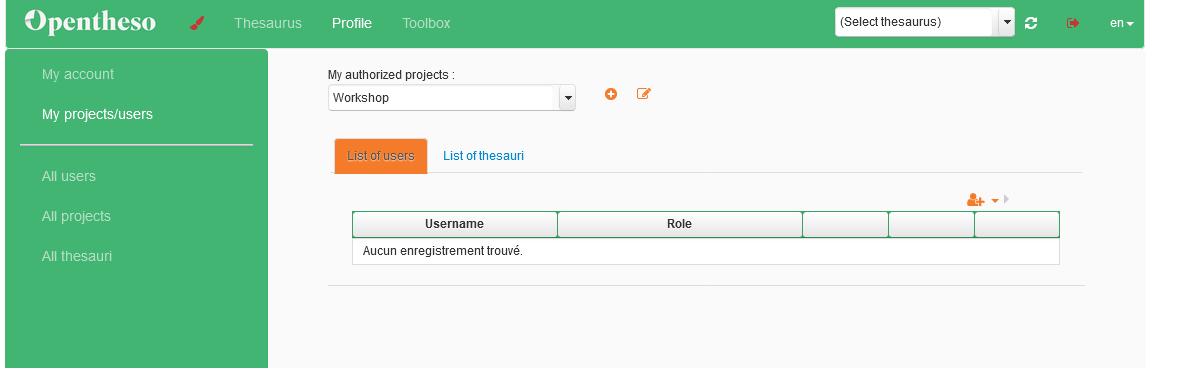 Opentheso Thesaurus Profile Toolbox (Select thesaurus) en
My account
My projects/users
All users
All projects
All thesauri
My authorized projects :
Workshop
List of users List of thesauri
Username Role
Aucun enregistrement trouvé.